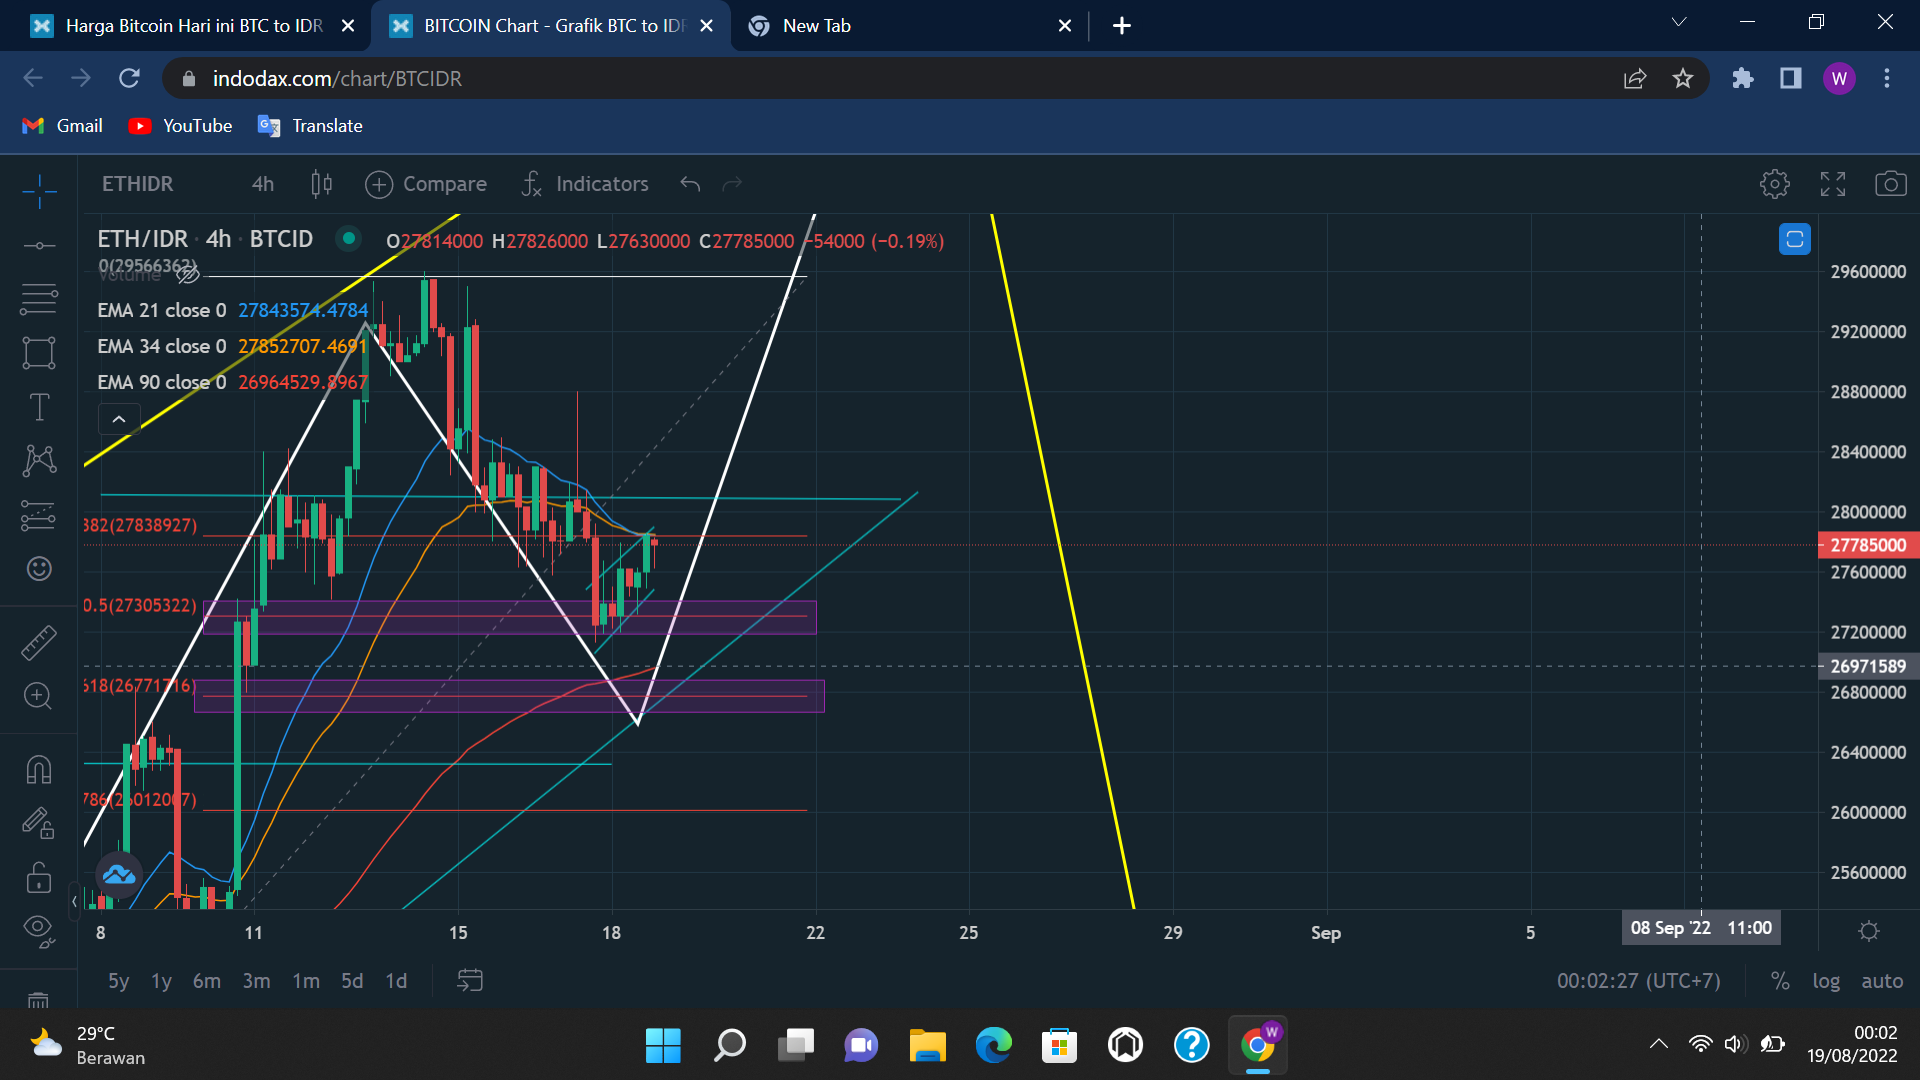 Harga Bitcoin Hari ini BTC to IDR
BITCOIN Chart - Grafik BTC to IDR
New Tab
indodax.com/chart/BTCIDR
W
Gmail
YouTube
Translate
ETHIDR
4h
Compare
Indicators
ETH/IDR · 4h · BTCID
O27814000 H27826000 L27630000 C27785000 −54000 (−0.19%)
0(29566362)
Volume
EMA 21 close 0 27843574.4784
EMA 34 close 0 27852707.4691
EMA 90 close 0 26964529.8967
382(27838927)
0.5(27305322)
618(26771716)
786(26012007)
29600000
29200000
28800000
28400000
28000000
27785000
27600000
27200000
26971589
26800000
26400000
26000000
25600000
8
11
15
18
22
25
29
Sep
5
08 Sep '22 11:00
5y
1y
6m
3m
1m
5d
1d
00:02:27 (UTC+7)
%
log
auto
29°C
Berawan
W
00:02
19/08/2022